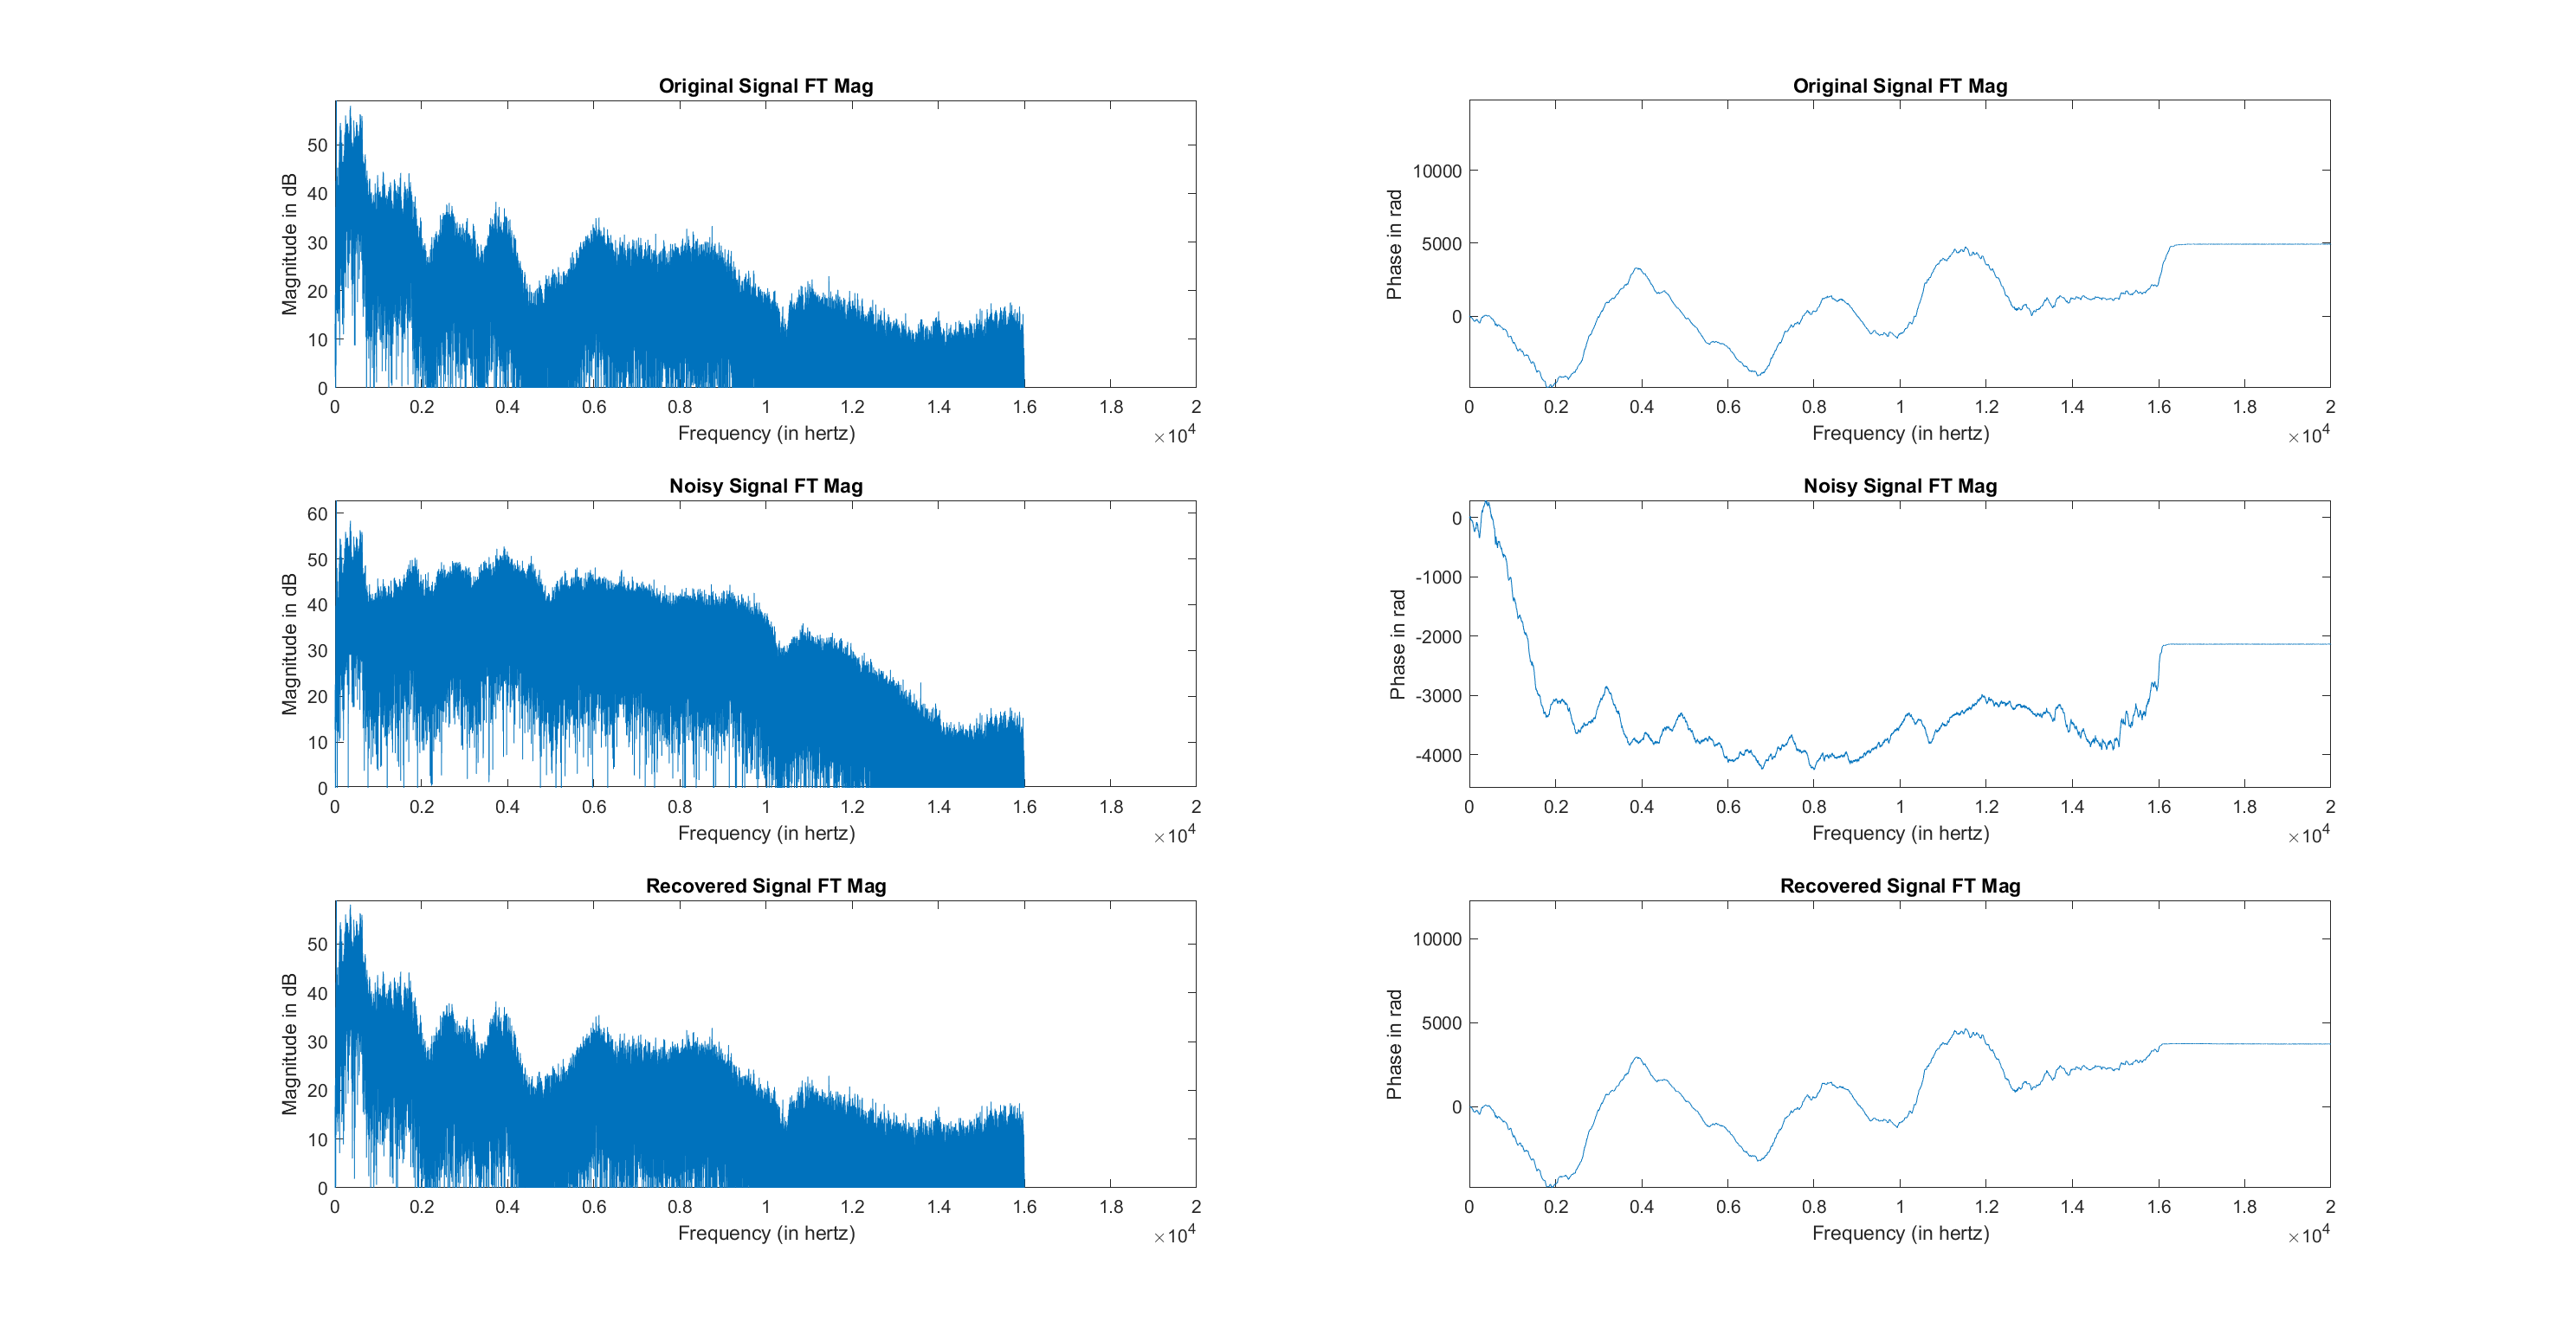 Original Signal FT Mag
Magnitude in dB
50
40
30
20
10
0
0 0.2 0.4 0.6 0.8 1 1.2 1.4 1.6 1.8 2
Frequency (in hertz)
×10^4
Original Signal FT Mag
Phase in rad
10000
5000
0
0 0.2 0.4 0.6 0.8 1 1.2 1.4 1.6 1.8 2
Frequency (in hertz)
×10^4
Noisy Signal FT Mag
Magnitude in dB
60
50
40
30
20
10
0
0 0.2 0.4 0.6 0.8 1 1.2 1.4 1.6 1.8 2
Frequency (in hertz)
×10^4
Noisy Signal FT Mag
Phase in rad
0
-1000
-2000
-3000
-4000
0 0.2 0.4 0.6 0.8 1 1.2 1.4 1.6 1.8 2
Frequency (in hertz)
×10^4
Recovered Signal FT Mag
Magnitude in dB
50
40
30
20
10
0
0 0.2 0.4 0.6 0.8 1 1.2 1.4 1.6 1.8 2
Frequency (in hertz)
×10^4
Recovered Signal FT Mag
Phase in rad
10000
5000
0
0 0.2 0.4 0.6 0.8 1 1.2 1.4 1.6 1.8 2
Frequency (in hertz)
×10^4